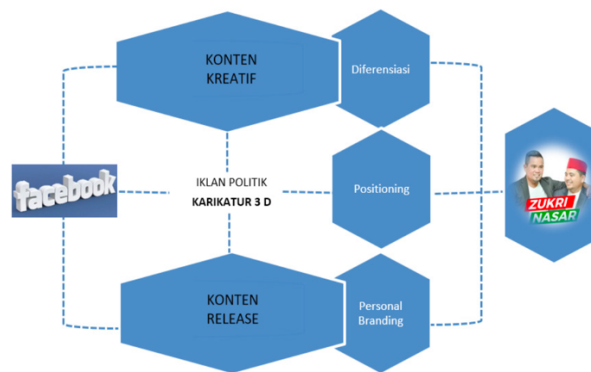 KONTEN
KREATIF
Diferensiasi
facebook
IKLAN POLITIK
KARIKATUR 3 D
Positioning
ZUKRI
NASAR
KONTEN
RELEASE
Personal
Branding